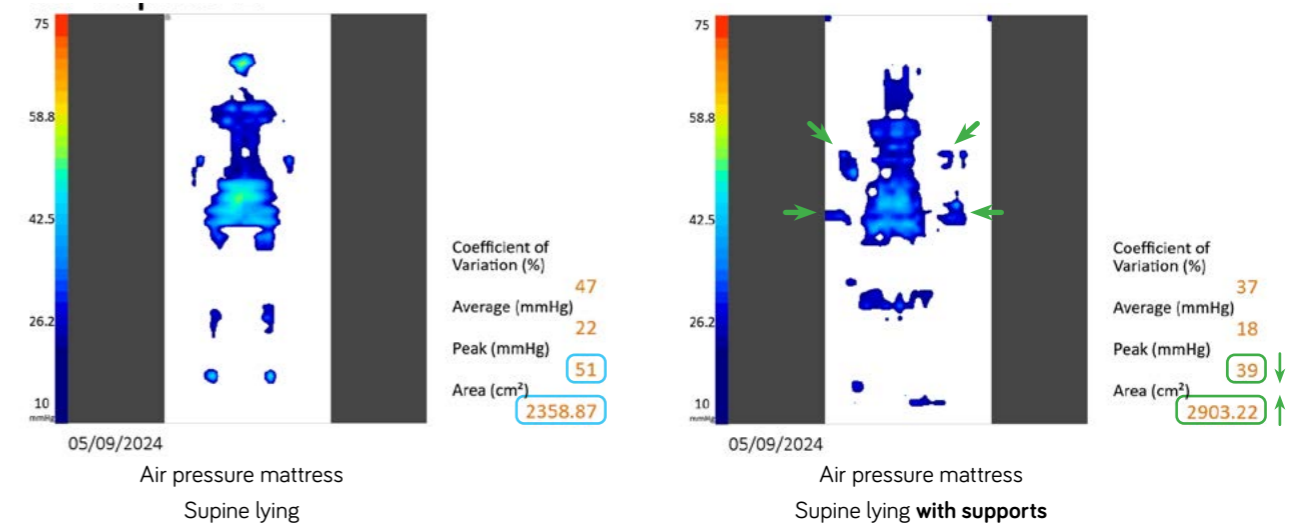 75
58.8
42.5
26.2
10
mmHg
05/09/2024
Coefficient of
Variation (%)
47
Average (mmHg)
22
Peak (mmHg)
51
Area (cm²)
2358.87
Air pressure mattress
Supine lying
75
58.8
42.5
26.2
10
mmHg
05/09/2024
Coefficient of
Variation (%)
37
Average (mmHg)
18
Peak (mmHg)
39
Area (cm²)
2903.22
Air pressure mattress
Supine lying with supports